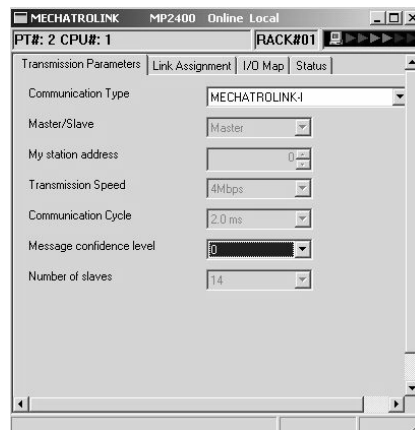 MECHATROLINK MP2400 Online Local
PT#: 2 CPU#: 1 RACK#01
Transmission Parameters Link Assignment I/O Map Status
Communication Type MECHATROLINK-I
Master/Slave Master
My station address 0
Transmission Speed 4Mbps
Communication Cycle 2.0 ms
Message confidence level 0
Number of slaves 14